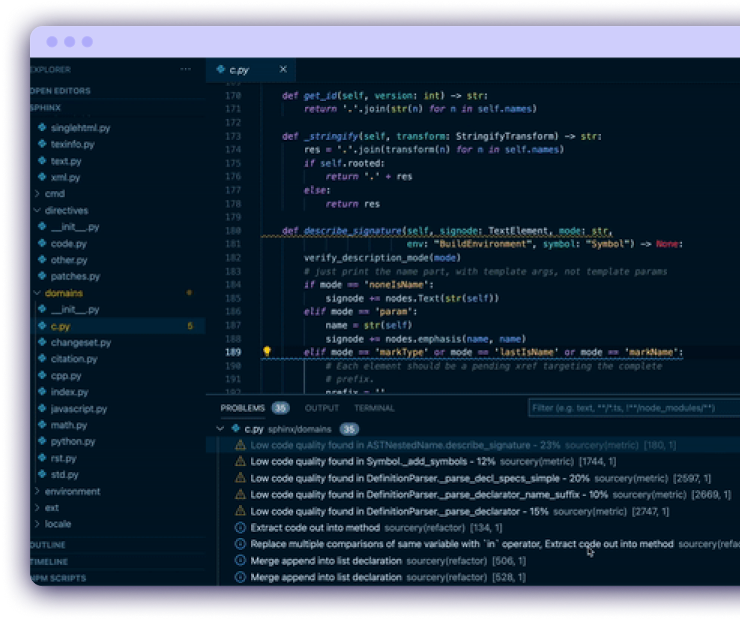 EXPLORER
OPEN EDITORS
SPHINX
singlehtml.py
texinfo.py
text.py
xml.py
cmd
directives
__init__.py
code.py
other.py
patches.py
domains
__init__.py
c.py 5
changeset.py
citation.py
cpp.py
index.py
javascript.py
math.py
python.py
rst.py
std.py
environment
ext
locale
OUTLINE
TIMELINE
NPM SCRIPTS
c.py
170 def get_id(self, version: int) -> str:
171 return '.'.join(str(n) for n in self.names)
172
173 def _stringify(self, transform: StringifyTransform) -> str:
174 res = '.'.join(transform(n) for n in self.names)
175 if self.rooted:
176 return '.' + res
177 else:
178 return res
179
180 def describe_signature(self, signode: TextElement, mode: str,
181 env: "BuildEnvironment", symbol: "Symbol") -> None:
182 verify_description_mode(mode)
183 # just print the name part, with template args, not template params
184 if mode == 'noneIsName':
185 signode += nodes.Text(str(self))
186 elif mode == 'param':
187 name = str(self)
188 signode += nodes.emphasis(name, name)
189 elif mode == 'markType' or mode == 'lastIsName' or mode == 'markName':
190 # Each element should be a pending xref targeting the complete
191 # prefix.
192 prefix = ''
PROBLEMS 35 OUTPUT TERMINAL Filter (e.g. text, **/*.ts, !**/node_modules/**)
c.py sphinx/domains 35
Low code quality found in ASTNestedName.describe_signature - 23% sourcery(metric) [180, 1]
Low code quality found in Symbol._add_symbols - 12% sourcery(metric) [1744, 1]
Low code quality found in DefinitionParser._parse_decl_specs_simple - 20% sourcery(metric) [2597, 1]
Low code quality found in DefinitionParser._parse_declarator_name_suffix - 10% sourcery(metric) [2669, 1]
Low code quality found in DefinitionParser._parse_declarator - 15% sourcery(metric) [2747, 1]
Extract code out into method sourcery(refactor) [134, 1]
Replace multiple comparisons of same variable with `in` operator, Extract code out into method sourcery(refac
Merge append into list declaration sourcery(refactor) [506, 1]
Merge append into list declaration sourcery(refactor) [528, 1]